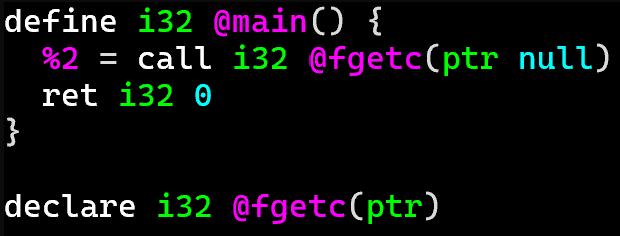 define i32 @main() {
  %2 = call i32 @fgetc(ptr null)
  ret i32 0
}

declare i32 @fgetc(ptr)